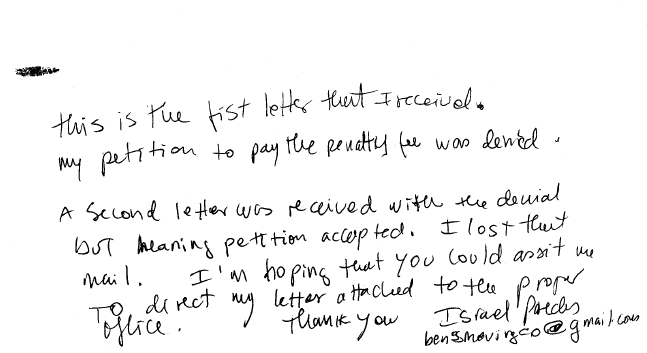 this is the fist letter that I received.
my petition to pay the penalty fee was denied.
A second letter was received with the denial
but hearing petition accepted. I lost that
mail. I'm hoping that you could assit me
TO direct my letter attached to the proper
office. Thank you Israel
bensmovingco@gmail.com